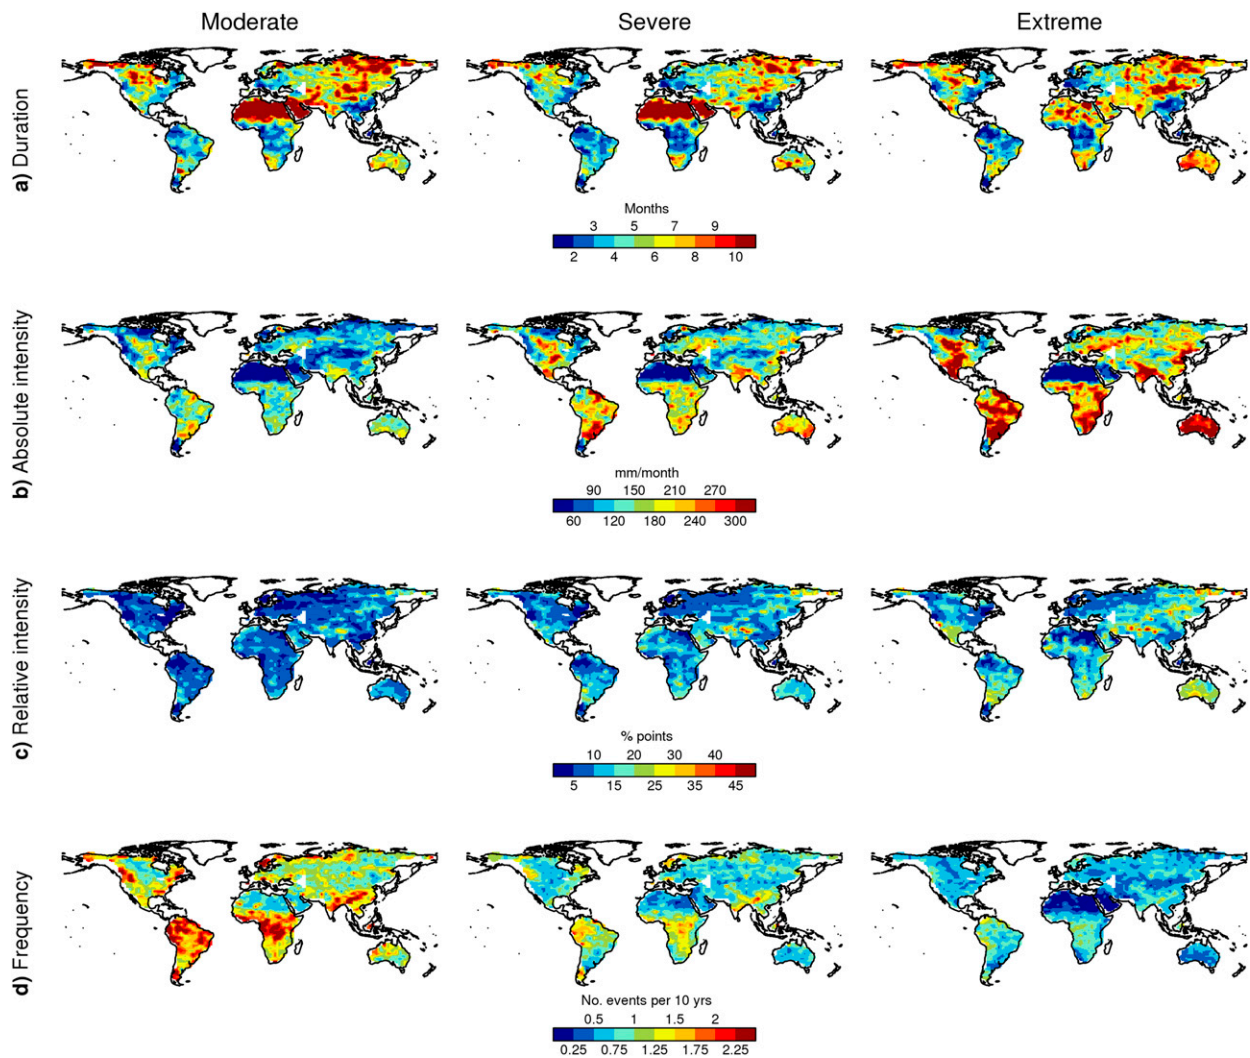 Moderate Severe Extreme
a) Duration
Months
3 5 7 9
2 4 6 8 10
b) Absolute intensity
mm/month
90 150 210 270
60 120 180 240 300
c) Relative intensity
% points
10 20 30 40
5 15 25 35 45
d) Frequency
No. events per 10 yrs
0.5 1 1.5 2
0.25 0.75 1.25 1.75 2.25